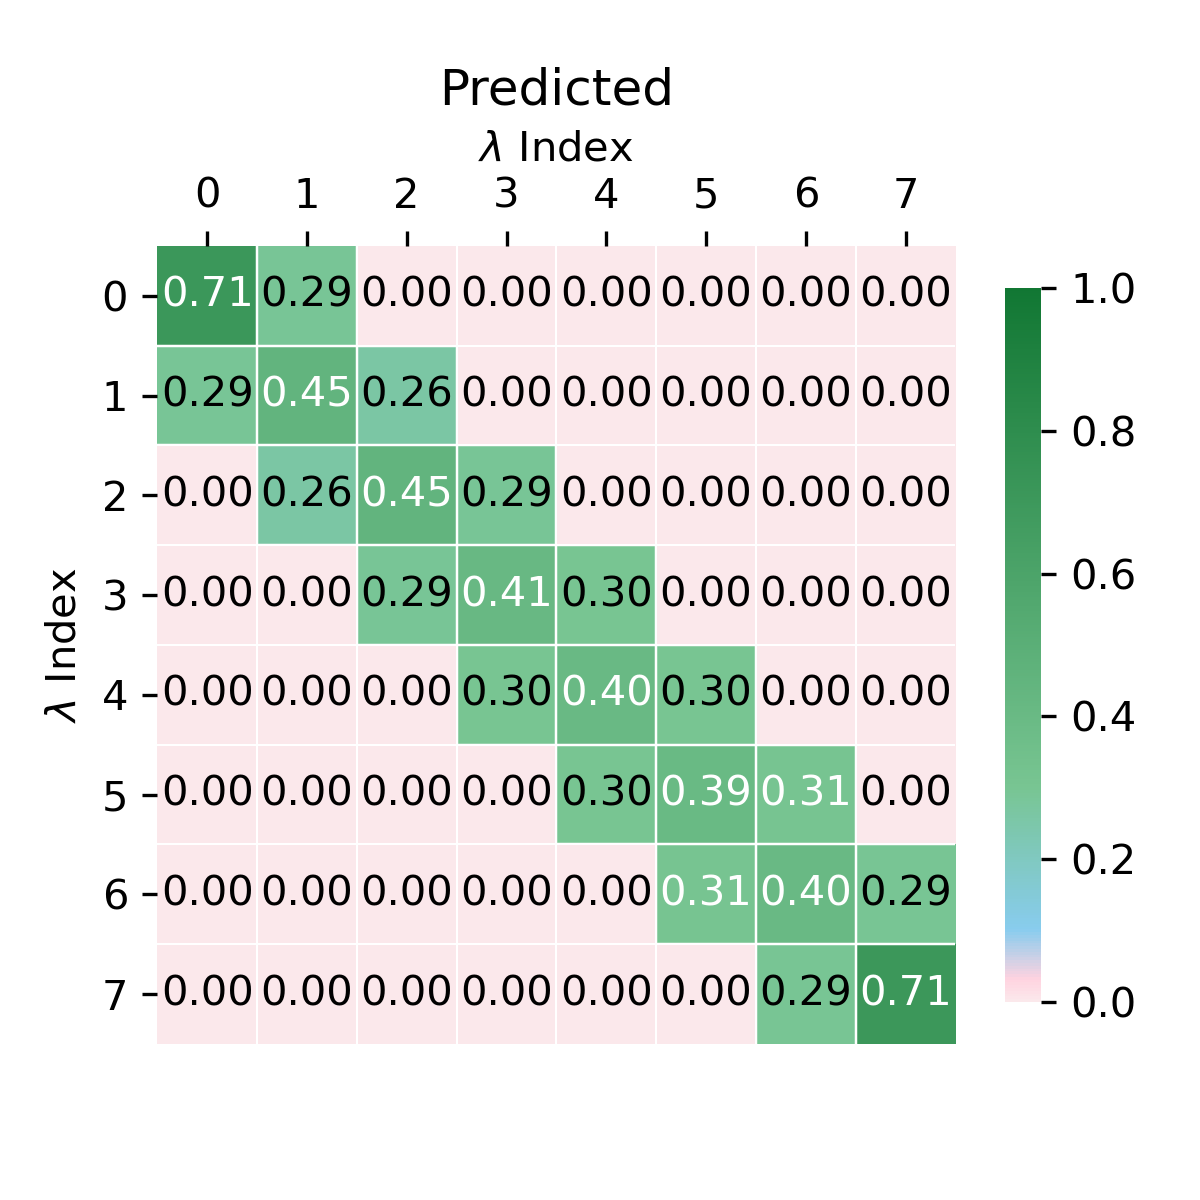 Predicted
λ Index
0 1 2 3 4 5 6 7
0 0.71 0.29 0.00 0.00 0.00 0.00 0.00 0.00
1 0.29 0.45 0.26 0.00 0.00 0.00 0.00 0.00
2 0.00 0.26 0.45 0.29 0.00 0.00 0.00 0.00
3 0.00 0.00 0.29 0.41 0.30 0.00 0.00 0.00
4 0.00 0.00 0.00 0.30 0.40 0.30 0.00 0.00
5 0.00 0.00 0.00 0.00 0.30 0.39 0.31 0.00
6 0.00 0.00 0.00 0.00 0.00 0.31 0.40 0.29
7 0.00 0.00 0.00 0.00 0.00 0.00 0.29 0.71
λ Index
1.0
0.8
0.6
0.4
0.2
0.0